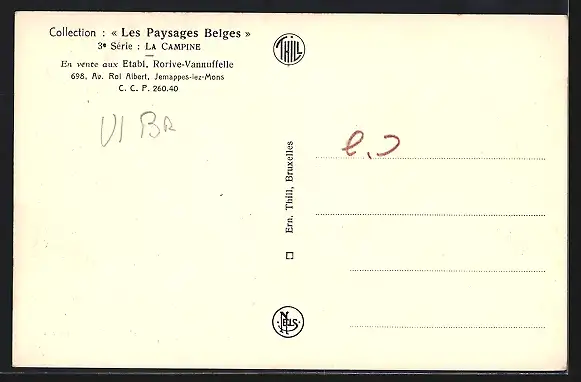 Collection : « Les Paysages Belges »
3e Série : LA CAMPINE
En vente aux Etabl. Rorive-Vannuffelle
698, Av. Roi Albert, Jemappes-lez-Mons
C. C. P. 260.40
VI BR
THILL
Ern. Thill, Bruxelles
NELS